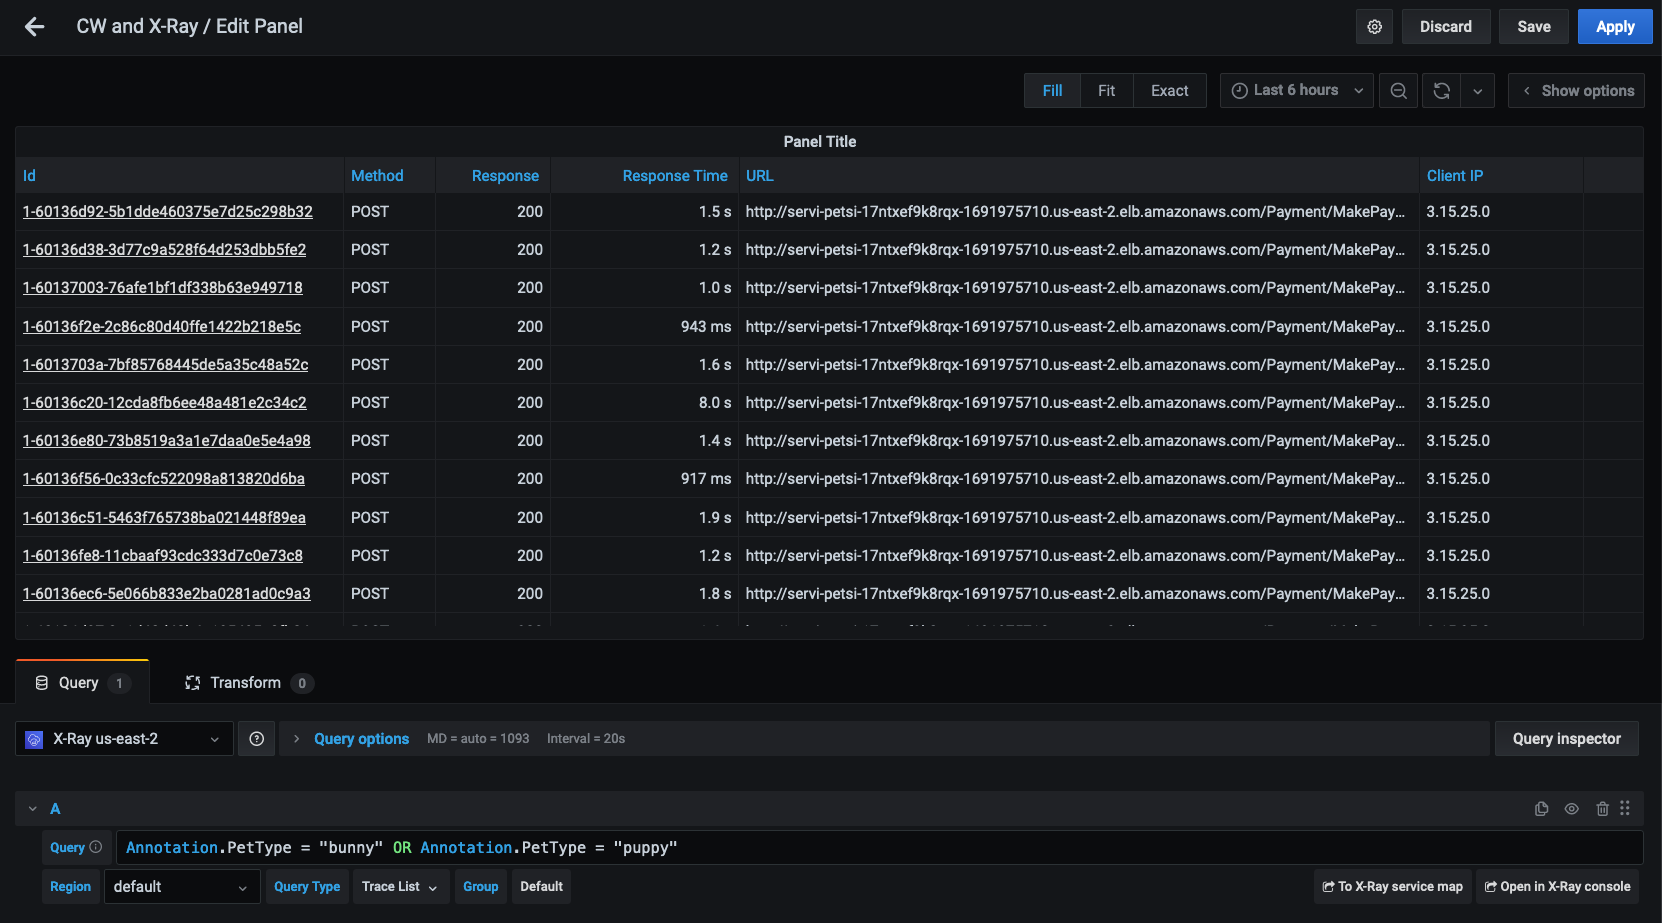 CW and X-Ray / Edit Panel
Discard
Save
Apply
Fill
Fit
Exact
Last 6 hours
Show options
Panel Title
Id Method Response Response Time URL Client IP
1-60136d92-5b1dde460375e7d25c298b32 POST 200 1.5 s http://servi-petsi-17ntxef9k8rqx-1691975710.us-east-2.elb.amazonaws.com/Payment/MakePay... 3.15.25.0
1-60136d38-3d77c9a528f64d253dbb5fe2 POST 200 1.2 s http://servi-petsi-17ntxef9k8rqx-1691975710.us-east-2.elb.amazonaws.com/Payment/MakePay... 3.15.25.0
1-60137003-76afe1bf1df338b63e949718 POST 200 1.0 s http://servi-petsi-17ntxef9k8rqx-1691975710.us-east-2.elb.amazonaws.com/Payment/MakePay... 3.15.25.0
1-60136f2e-2c86c80d40ffe1422b218e5c POST 200 943 ms http://servi-petsi-17ntxef9k8rqx-1691975710.us-east-2.elb.amazonaws.com/Payment/MakePay... 3.15.25.0
1-6013703a-7bf85768445de5a35c48a52c POST 200 1.6 s http://servi-petsi-17ntxef9k8rqx-1691975710.us-east-2.elb.amazonaws.com/Payment/MakePay... 3.15.25.0
1-60136c20-12cda8fb6ee48a481e2c34c2 POST 200 8.0 s http://servi-petsi-17ntxef9k8rqx-1691975710.us-east-2.elb.amazonaws.com/Payment/MakePay... 3.15.25.0
1-60136e80-73b8519a3a1e7daa0e5e4a98 POST 200 1.4 s http://servi-petsi-17ntxef9k8rqx-1691975710.us-east-2.elb.amazonaws.com/Payment/MakePay... 3.15.25.0
1-60136f56-0c33cfc522098a813820d6ba POST 200 917 ms http://servi-petsi-17ntxef9k8rqx-1691975710.us-east-2.elb.amazonaws.com/Payment/MakePay... 3.15.25.0
1-60136c51-5463f765738ba021448f89ea POST 200 1.9 s http://servi-petsi-17ntxef9k8rqx-1691975710.us-east-2.elb.amazonaws.com/Payment/MakePay... 3.15.25.0
1-60136fe8-11cbaaf93cdc333d7c0e73c8 POST 200 1.2 s http://servi-petsi-17ntxef9k8rqx-1691975710.us-east-2.elb.amazonaws.com/Payment/MakePay... 3.15.25.0
1-60136ec6-5e066b833e2ba0281ad0c9a3 POST 200 1.8 s http://servi-petsi-17ntxef9k8rqx-1691975710.us-east-2.elb.amazonaws.com/Payment/MakePay... 3.15.25.0
Query 1
Transform 0
X-Ray us-east-2
Query options MD = auto = 1093 Interval = 20s
Query inspector
A
Query Annotation.PetType = "bunny" OR Annotation.PetType = "puppy"
Region default Query Type Trace List Group Default
To X-Ray service map
Open in X-Ray console